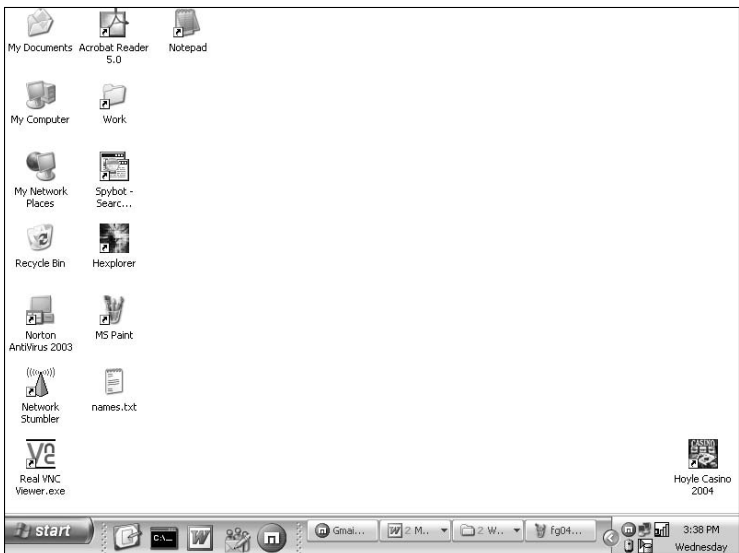 My Documents
Acrobat Reader
5.0
Notepad
My Computer
Work
My Network
Places
Spybot -
Searc...
Recycle Bin
Hexplorer
Norton
AntiVirus 2003
MS Paint
Network
Stumbler
names.txt
Real VNC
Viewer.exe
Hoyle Casino
2004
start
C:\_
W
Gmai...
2 M..
2 W..
fg04...
3:38 PM
Wednesday